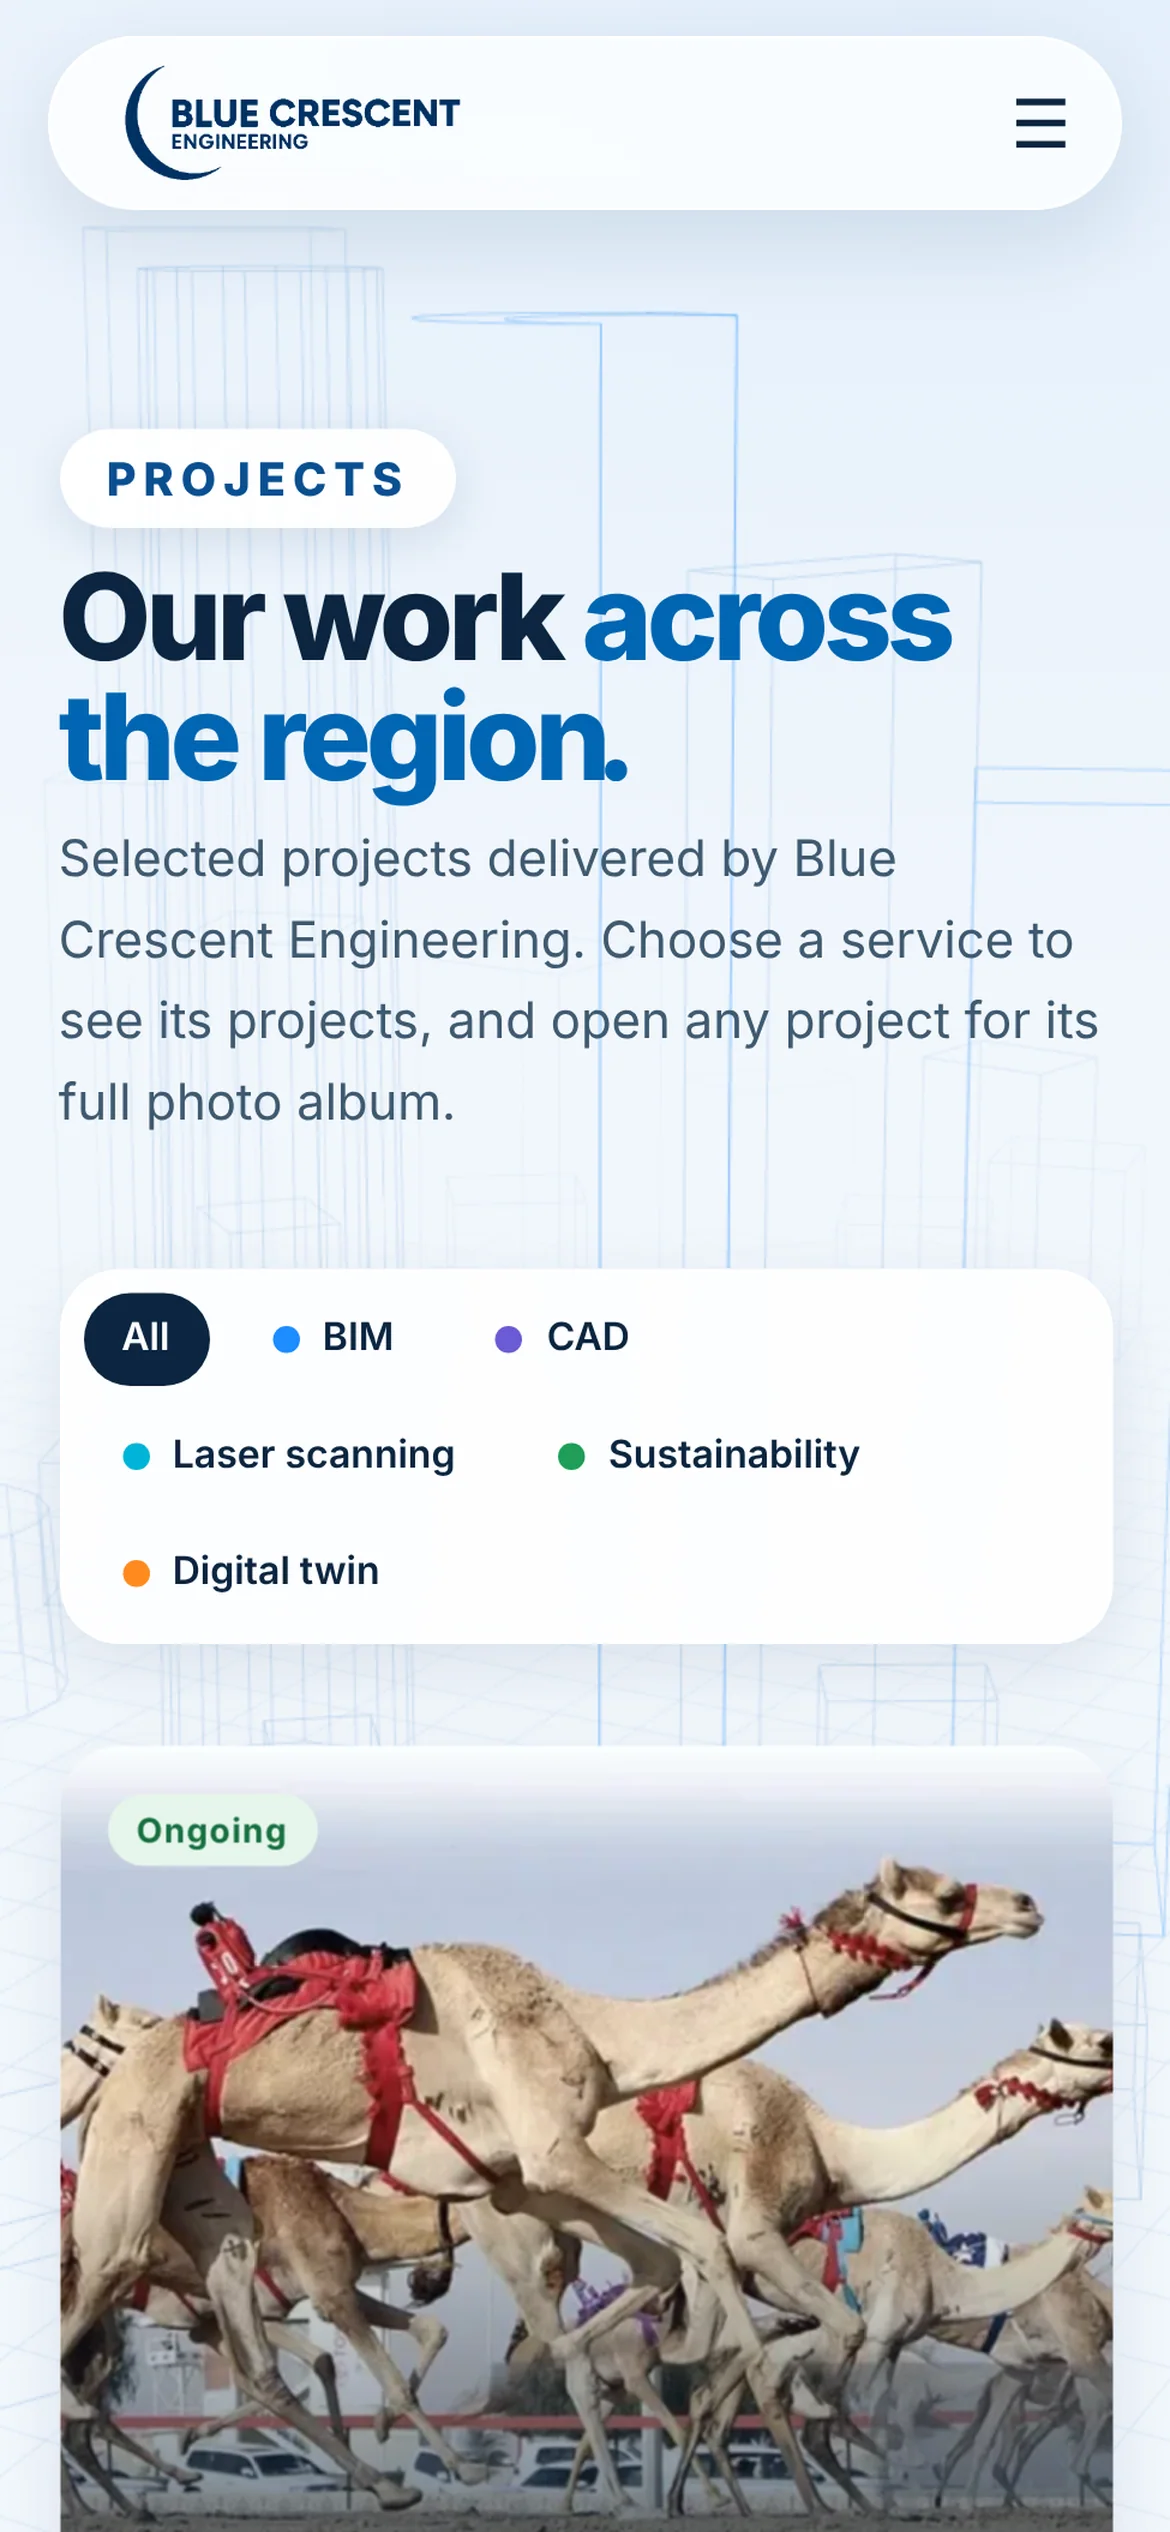 BLUE CRESCENT
ENGINEERING
PROJECTS
Our work across
the region.
Selected projects delivered by Blue
Crescent Engineering. Choose a service to
see its projects, and open any project for its
full photo album.
All BIM CAD
Laser scanning Sustainability
Digital twin
Ongoing